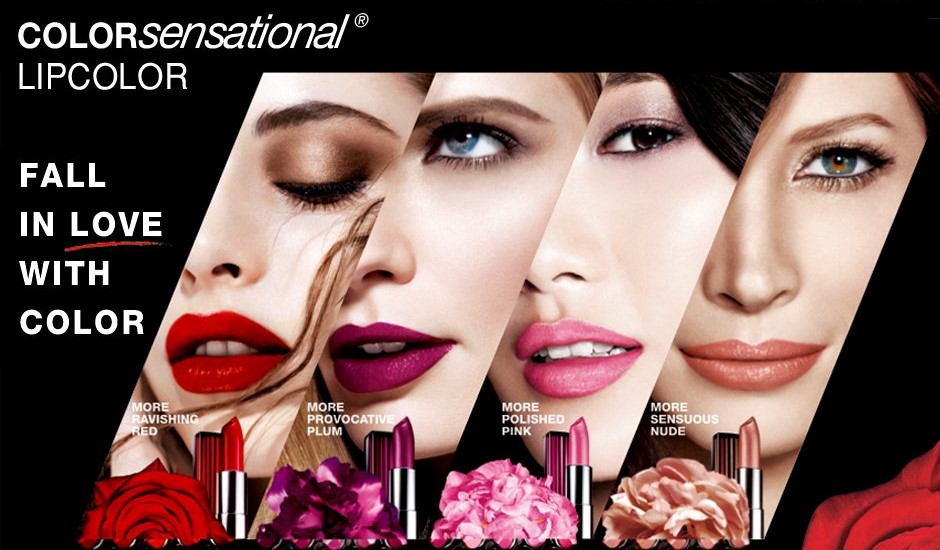 COLORsensational®
LIPCOLOR
FALL
IN LOVE
WITH
COLOR
MORE
RAVISHING
RED
MORE
PROVOCATIVE
PLUM
MORE
POLISHED
PINK
MORE
SENSUOUS
NUDE